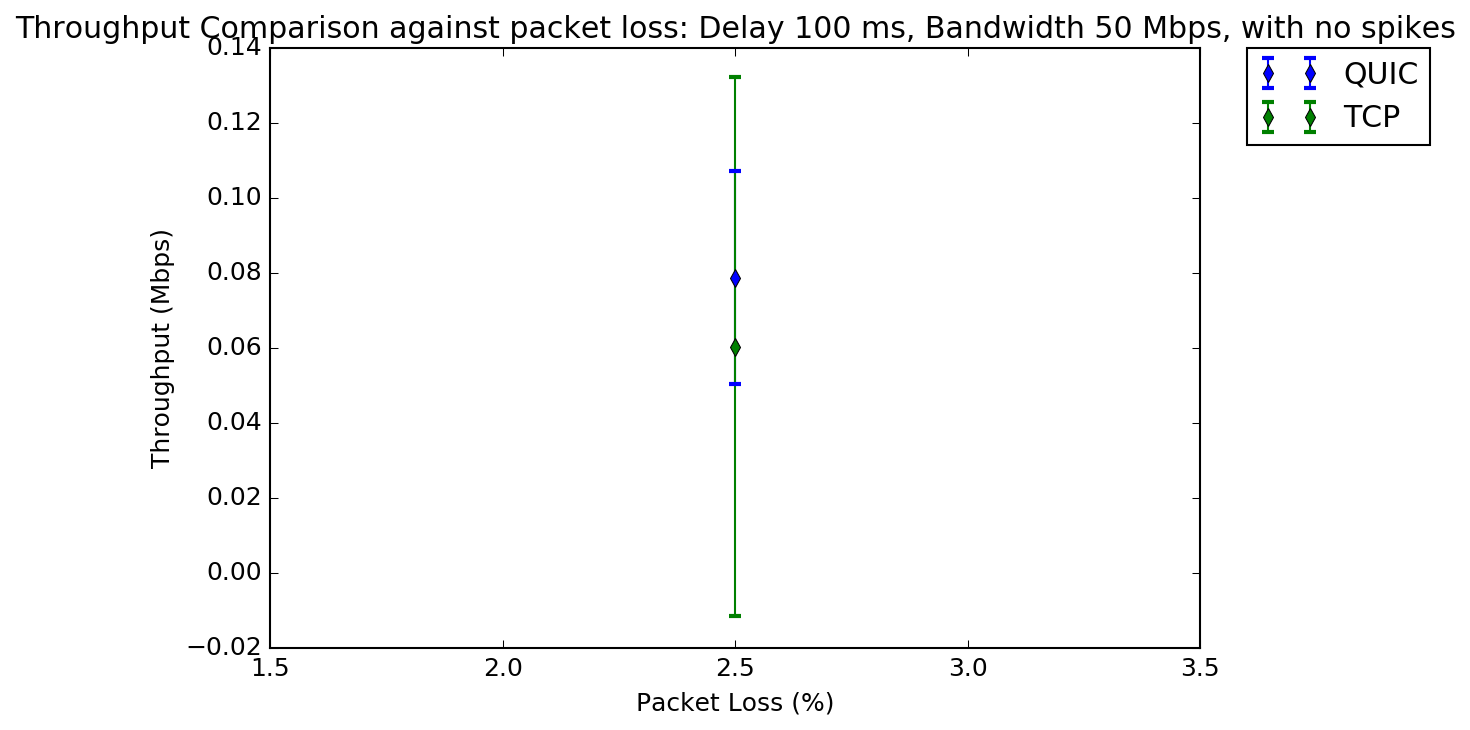 Throughput Comparison against packet loss: Delay 100 ms, Bandwidth 50 Mbps, with no spikes
0.14
0.12
0.10
0.08
0.06
0.04
0.02
0.00
−0.02
Throughput (Mbps)
1.5 2.0 2.5 3.0 3.5
Packet Loss (%)
QUIC
TCP